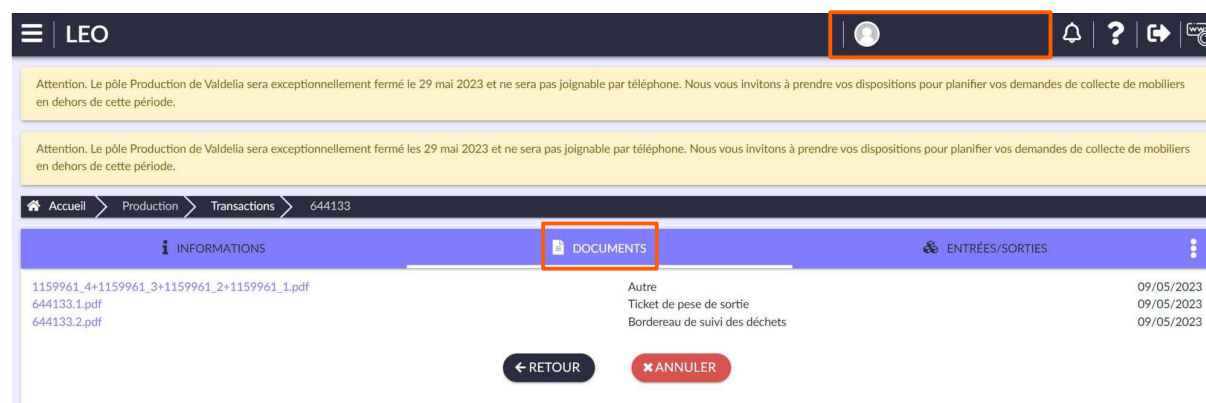 LEO
Attention. Le pôle Production de Valdelia sera exceptionnellement fermé le 29 mai 2023 et ne sera pas joignable par téléphone. Nous vous invitons à prendre vos dispositions pour planifier vos demandes de collecte de mobiliers
en dehors de cette période.
Attention. Le pôle Production de Valdelia sera exceptionnellement fermé les 29 mai 2023 et ne sera pas joignable par téléphone. Nous vous invitons à prendre vos dispositions pour planifier vos demandes de collecte de mobiliers
en dehors de cette période.
Accueil Production Transactions 644133
INFORMATIONS DOCUMENTS ENTRÉES/SORTIES
1159961_4+1159961_3+1159961_2+1159961_1.pdf Autre 09/05/2023
644133.1.pdf Ticket de pese de sortie 09/05/2023
644133.2.pdf Bordereau de suivi des déchets 09/05/2023
RETOUR ANNULER